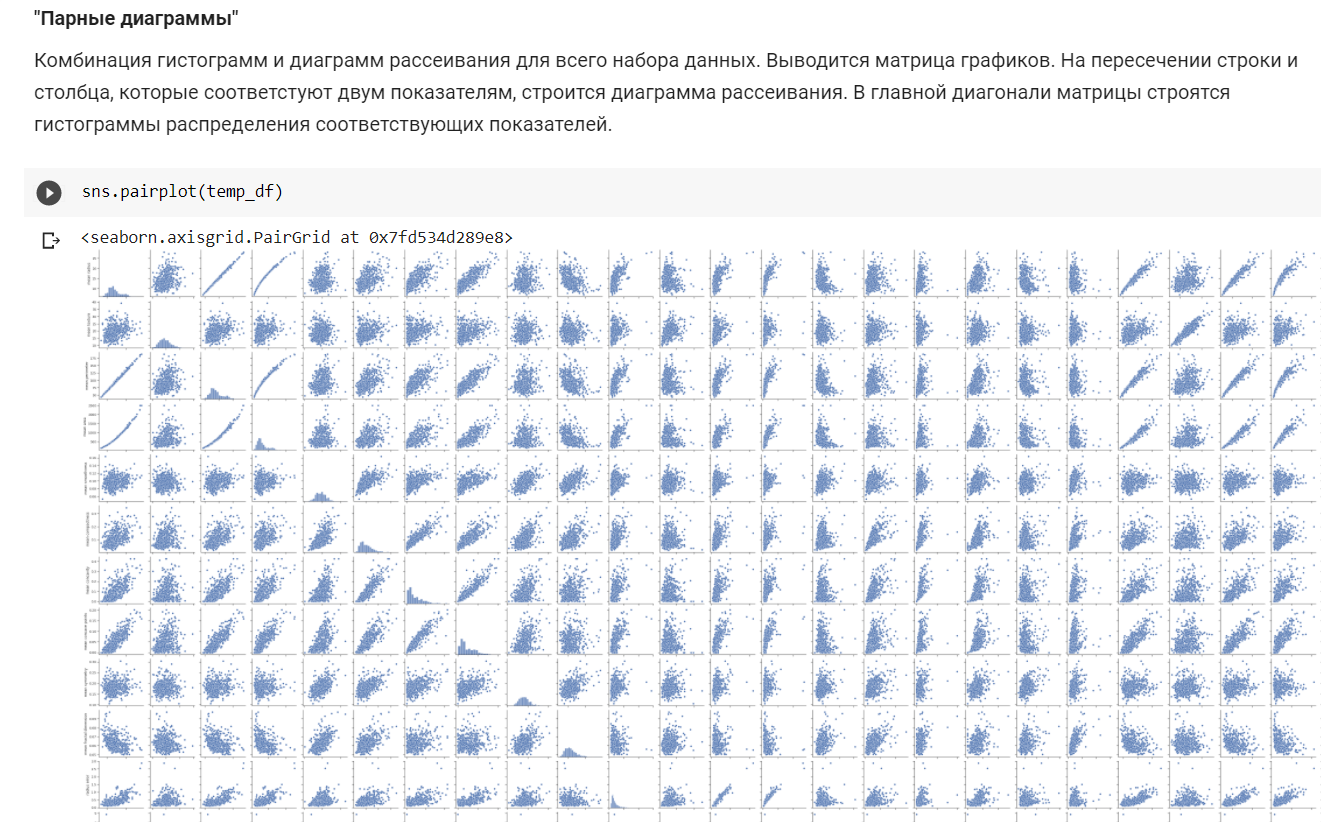 "Парные диаграммы"
Комбинация гистограмм и диаграмм рассеивания для всего набора данных. Выводится матрица графиков. На пересечении строки и
столбца, которые соответстуют двум показателям, строится диаграмма рассеивания. В главной диагонали матрицы строятся
гистограммы распределения соответствующих показателей.
sns.pairplot(temp_df)
<seaborn.axisgrid.PairGrid at 0x7fd534d289e8>